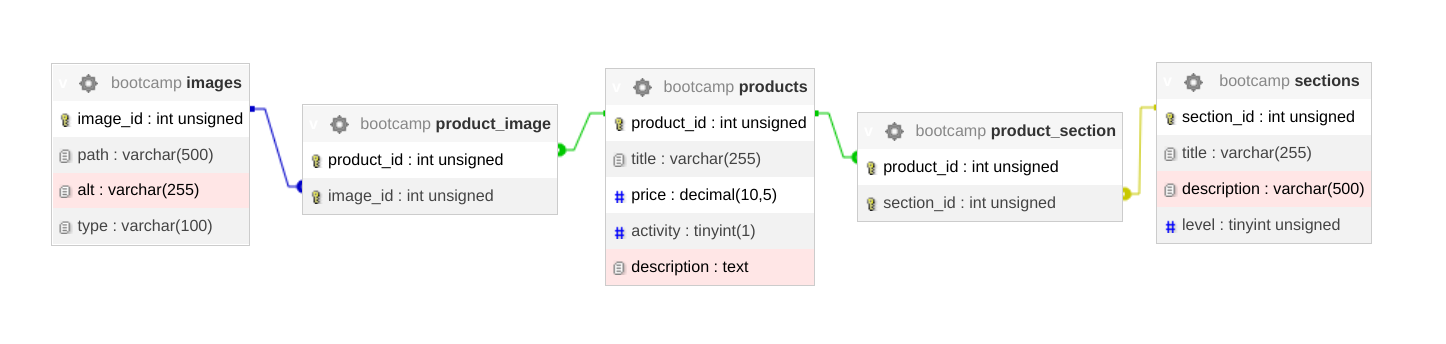 bootcamp images
image_id : int unsigned
path : varchar(500)
alt : varchar(255)
type : varchar(100)
bootcamp product_image
product_id : int unsigned
image_id : int unsigned
bootcamp products
product_id : int unsigned
title : varchar(255)
price : decimal(10,5)
activity : tinyint(1)
description : text
bootcamp product_section
product_id : int unsigned
section_id : int unsigned
bootcamp sections
section_id : int unsigned
title : varchar(255)
description : varchar(500)
level : tinyint unsigned